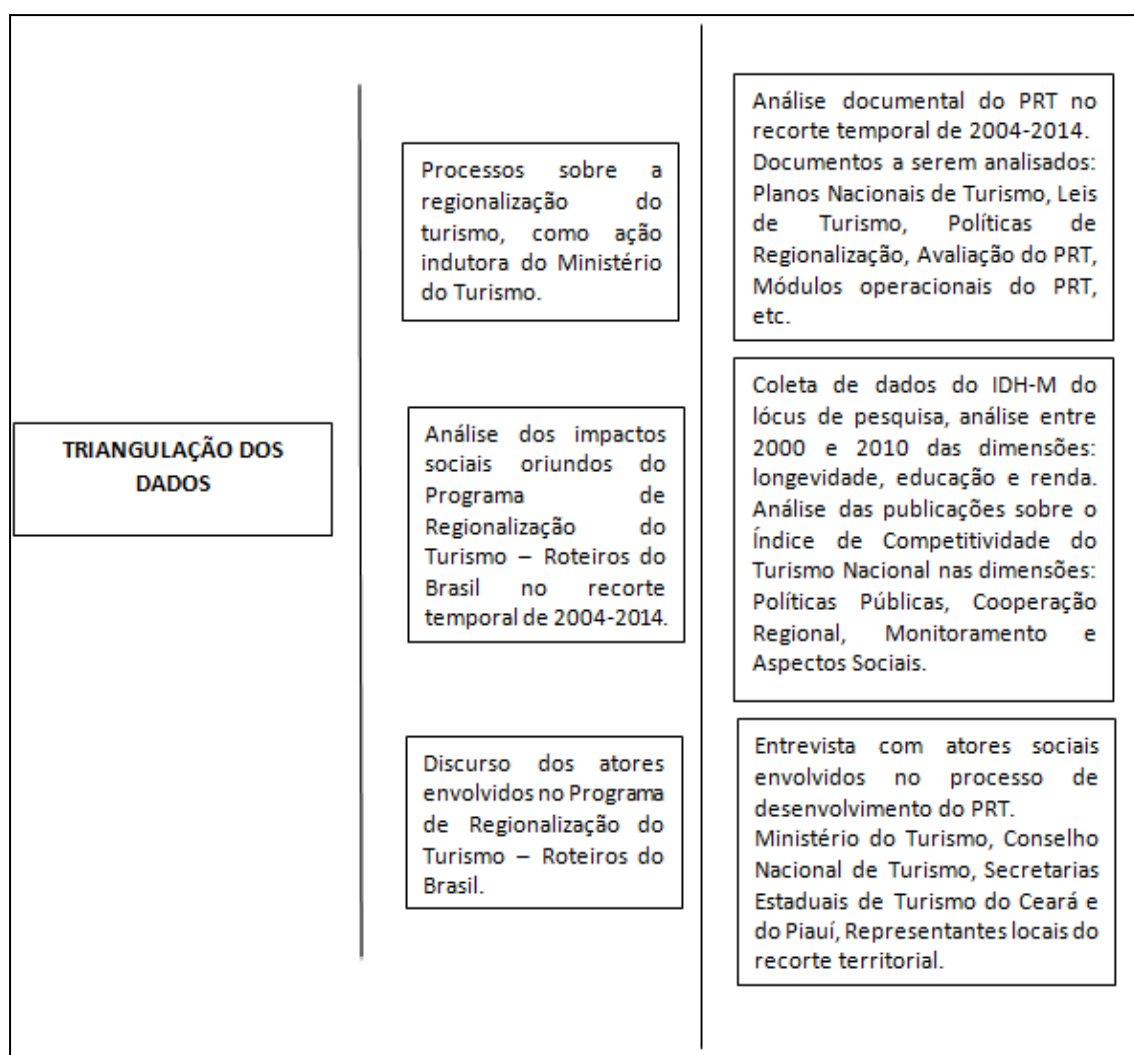 TRIANGULAÇÃO DOS
DADOS
Processos sobre a
regionalização do
turismo, como ação
indutora do Ministério
do Turismo.
Análise dos impactos
sociais oriundos do
Programa de
Regionalização do
Turismo – Roteiros do
Brasil no recorte
temporal de 2004-2014.
Discurso dos atores
envolvidos no Programa
de Regionalização do
Turismo – Roteiros do
Brasil.
Análise documental do PRT no
recorte temporal de 2004-2014.
Documentos a serem analisados:
Planos Nacionais de Turismo, Leis
de Turismo, Políticas de
Regionalização, Avaliação do PRT,
Módulos operacionais do PRT,
etc.
Coleta de dados do IDH-M do
lócus de pesquisa, análise entre
2000 e 2010 das dimensões:
longevidade, educação e renda.
Análise das publicações sobre o
Índice de Competitividade do
Turismo Nacional nas dimensões:
Políticas Públicas, Cooperação
Regional, Monitoramento e
Aspectos Sociais.
Entrevista com atores sociais
envolvidos no processo de
desenvolvimento do PRT.
Ministério do Turismo, Conselho
Nacional de Turismo, Secretarias
Estaduais de Turismo do Ceará e
do Piauí, Representantes locais do
recorte territorial.